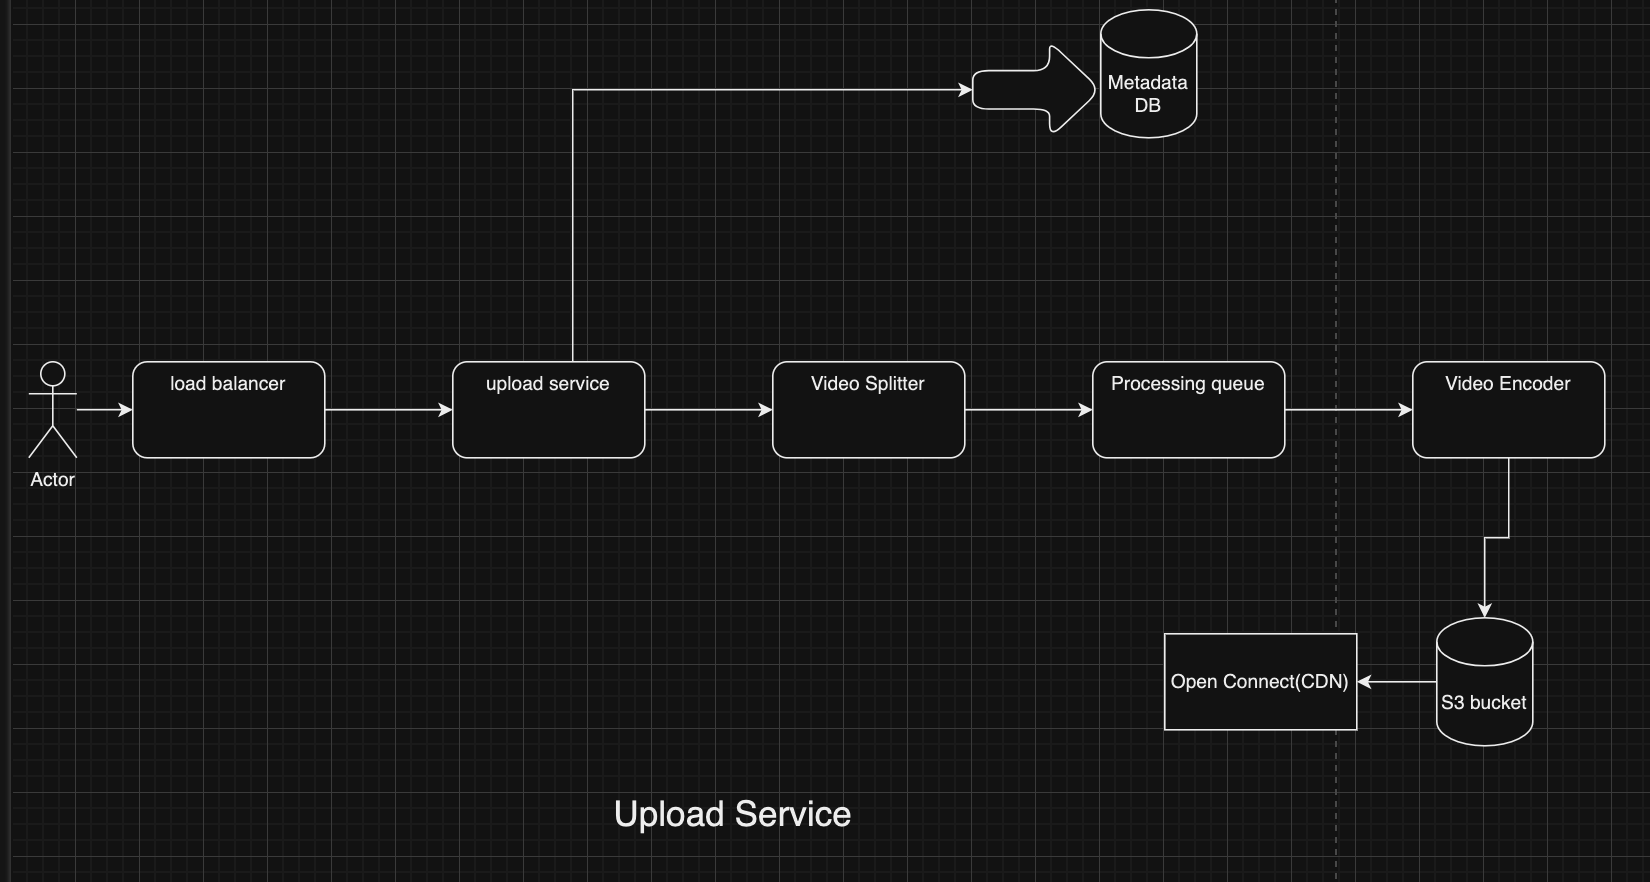 Metadada
DB
load balancer
upload service
Video Splitter
Processing queue
Video Encoder
Actor
Open Connect(CDN)
S3 bucket
Upload Service